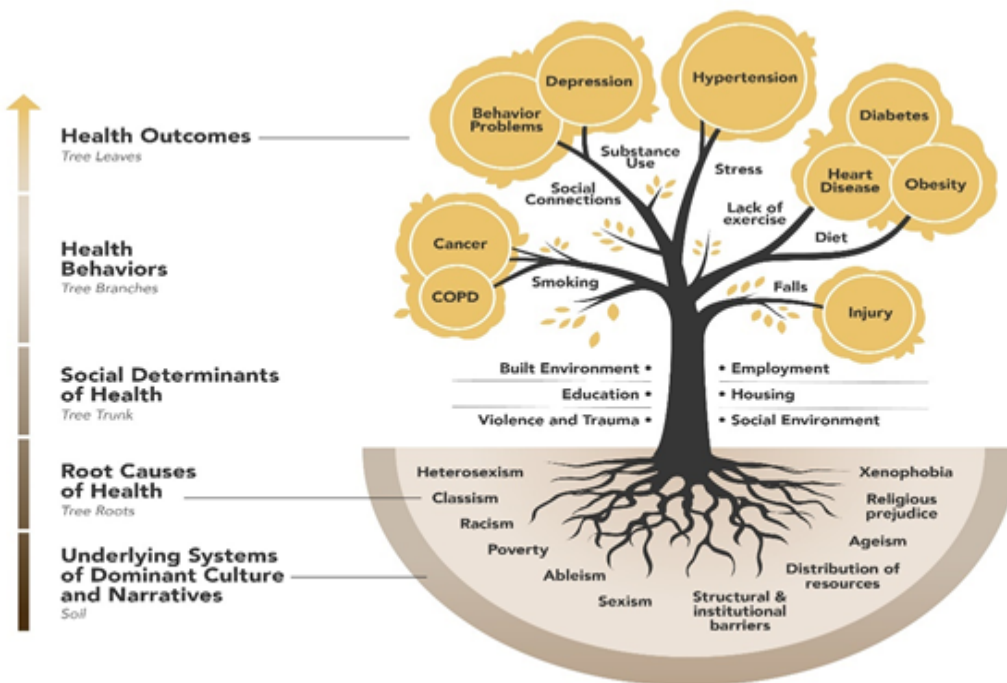 Health Outcomes
Tree Leaves
Health
Behaviors
Tree Branches
Social Determinants
of Health
Tree Trunk
Root Causes
of Health
Tree Roots
Underlying Systems
of Dominant Culture
and Narratives
Soil
Depression
Behavior
Problems
Hypertension
Diabetes
Heart
Disease
Obesity
Substance
Use
Social
Connections
Stress
Lack of
exercise
Diet
Cancer
COPD
Smoking
Falls
Injury
Built Environment •
Education •
Violence and Trauma •
• Employment
• Housing
• Social Environment
Heterosexism
Classism
Racism
Poverty
Ableism
Sexism
Structural &
institutional
barriers
Distribution of
resources
Ageism
Religious
prejudice
Xenophobia